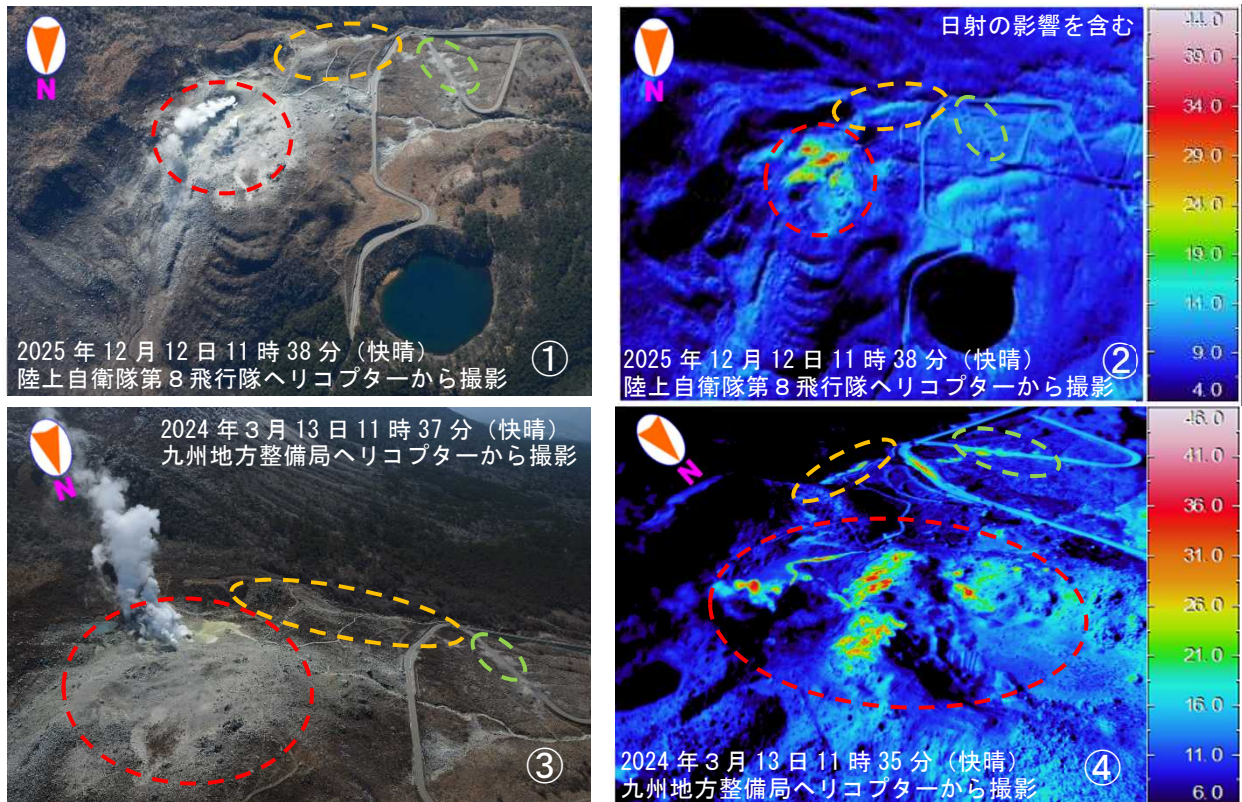 N
2025年12月12日11時38分（快晴）
陸上自衛隊第８飛行隊ヘリコプターから撮影
①
日射の影響を含む
N
2025年12月12日11時38分（快晴）
陸上自衛隊第８飛行隊ヘリコプターから撮影
②
44.0
39.0
34.0
29.0
24.0
19.0
14.0
9.0
4.0
2024年３月13日11時37分（快晴）
九州地方整備局ヘリコプターから撮影
N
③
N
2024年３月13日11時35分（快晴）
九州地方整備局ヘリコプターから撮影
④
46.0
41.0
36.0
31.0
26.0
21.0
16.0
11.0
6.0